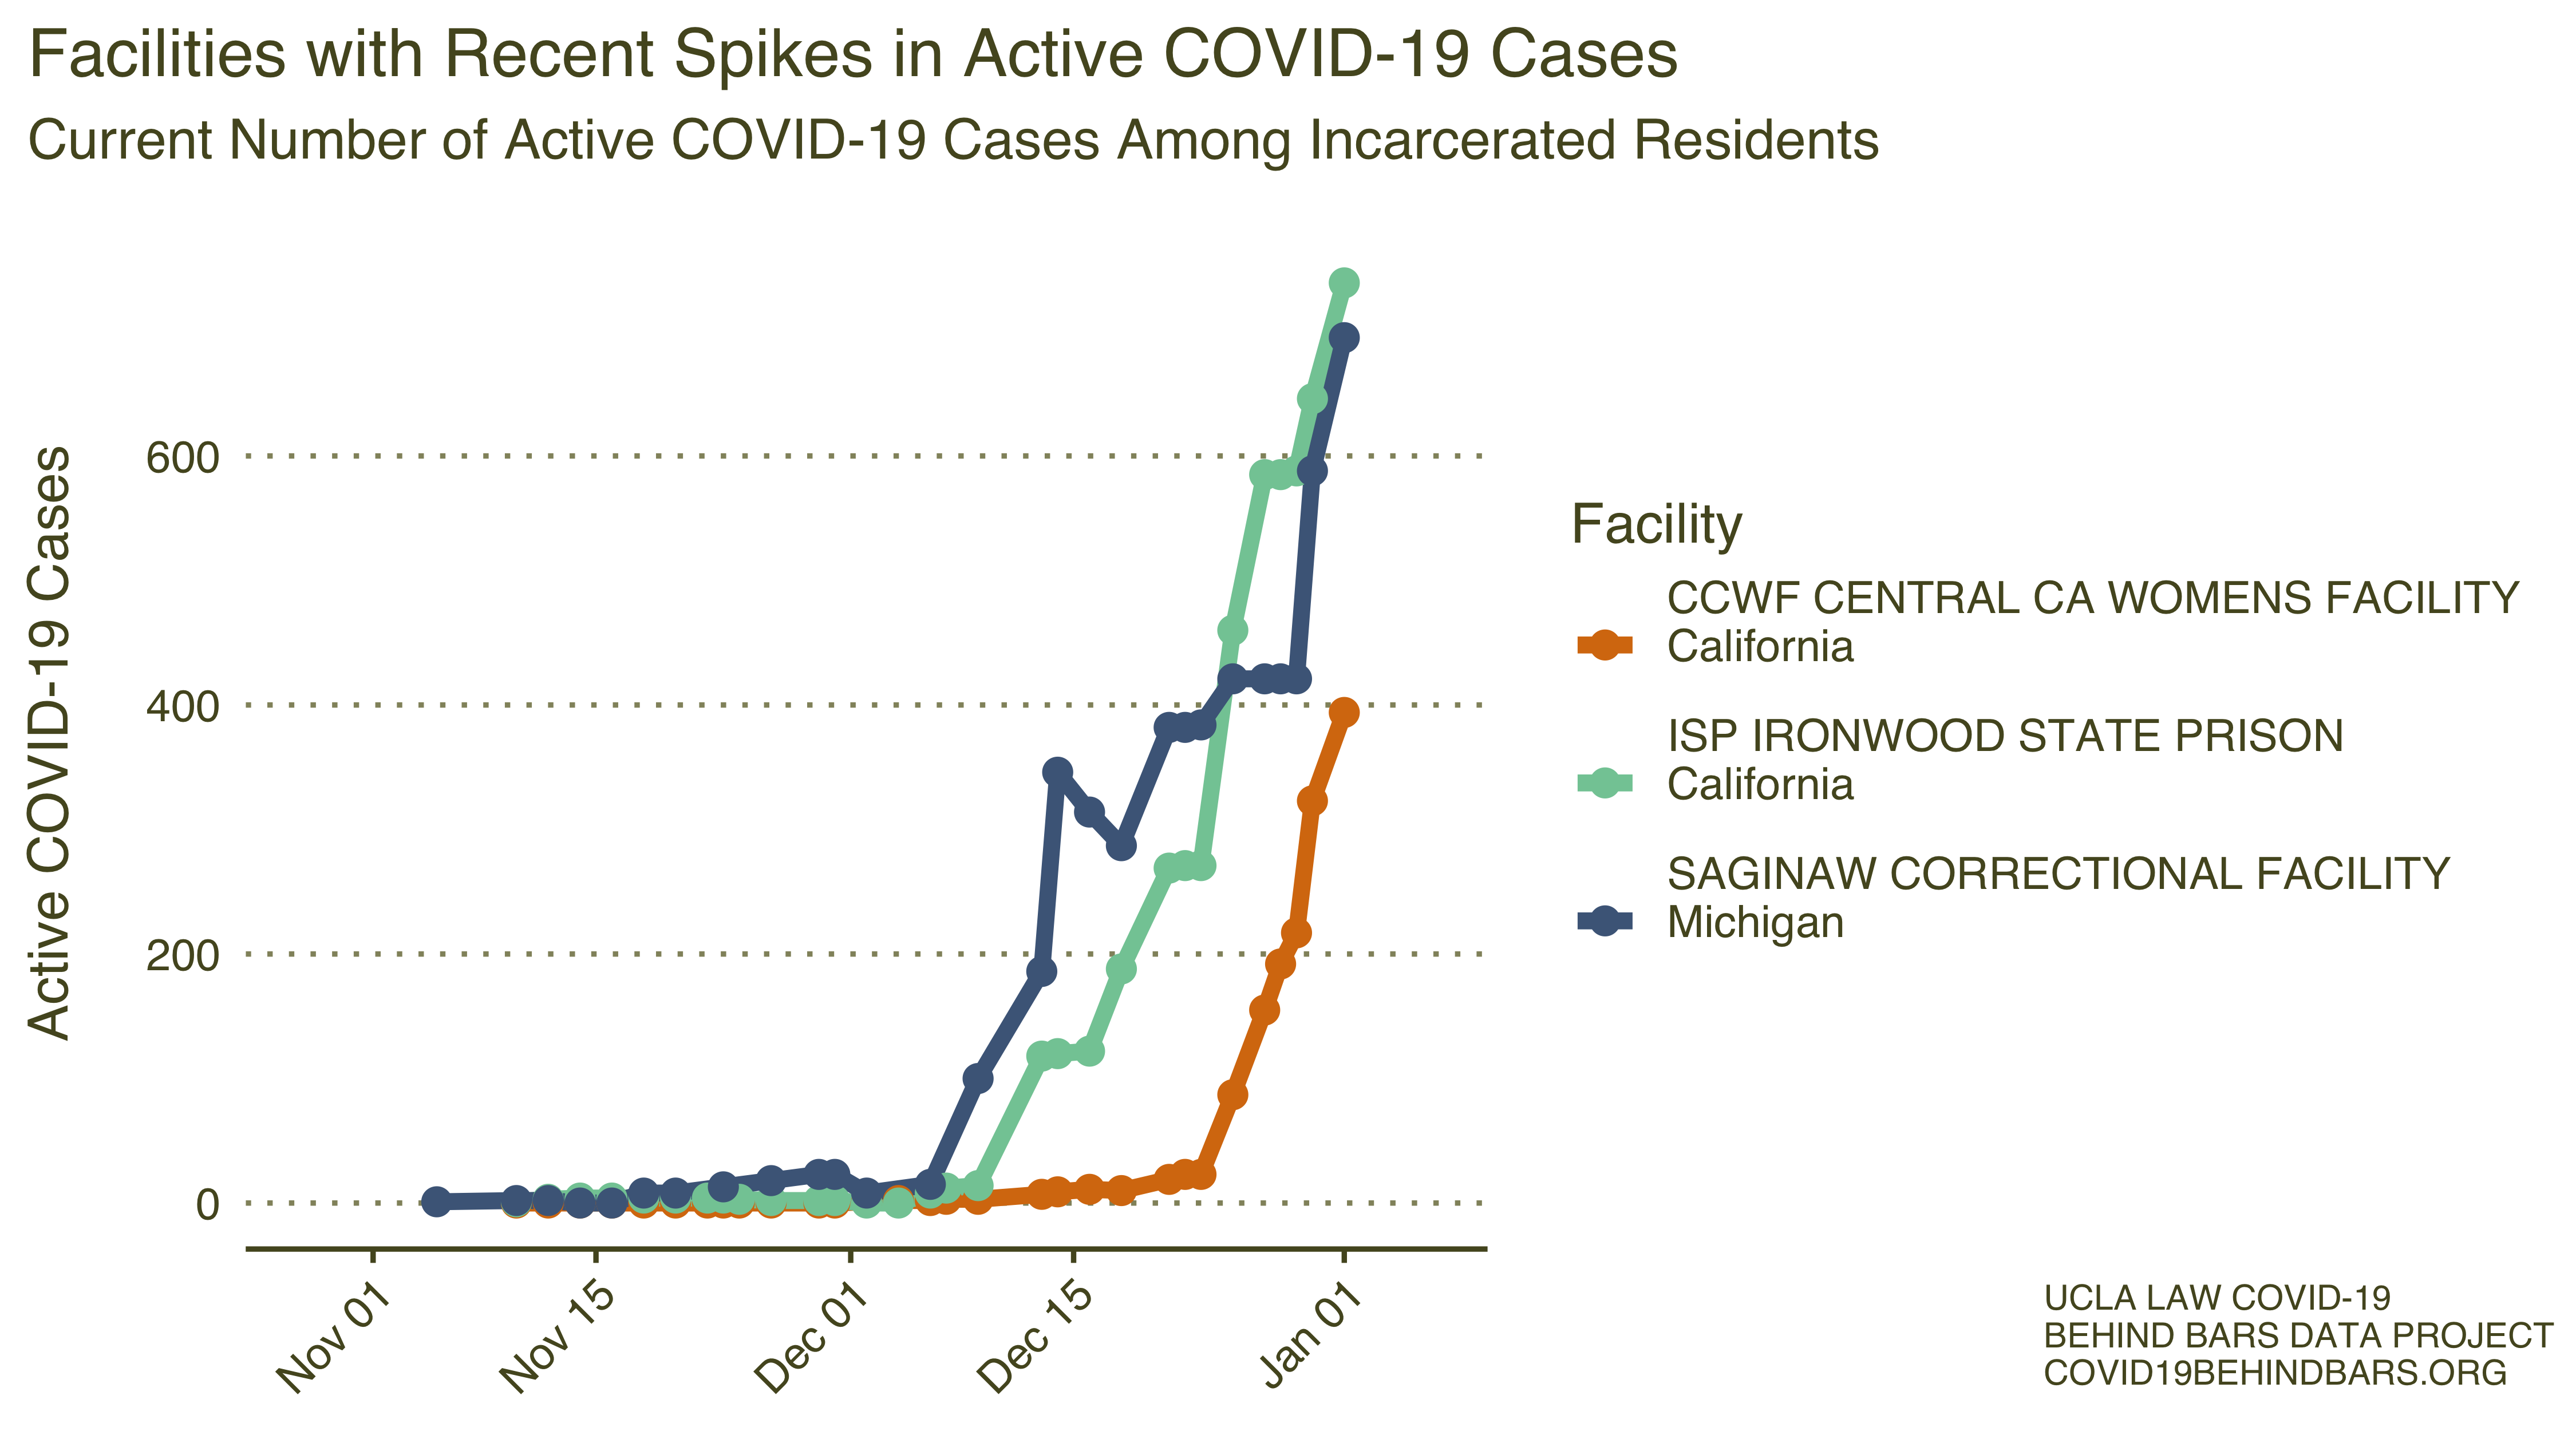 Facilities with Recent Spikes in Active COVID-19 Cases
Current Number of Active COVID-19 Cases Among Incarcerated Residents
Active COVID-19 Cases
600
400
200
0
Nov 01
Nov 15
Dec 01
Dec 15
Jan 01
Facility
CCWF CENTRAL CA WOMENS FACILITY
California
ISP IRONWOOD STATE PRISON
California
SAGINAW CORRECTIONAL FACILITY
Michigan
UCLA LAW COVID-19
BEHIND BARS DATA PROJECT
COVID19BEHINDBARS.ORG